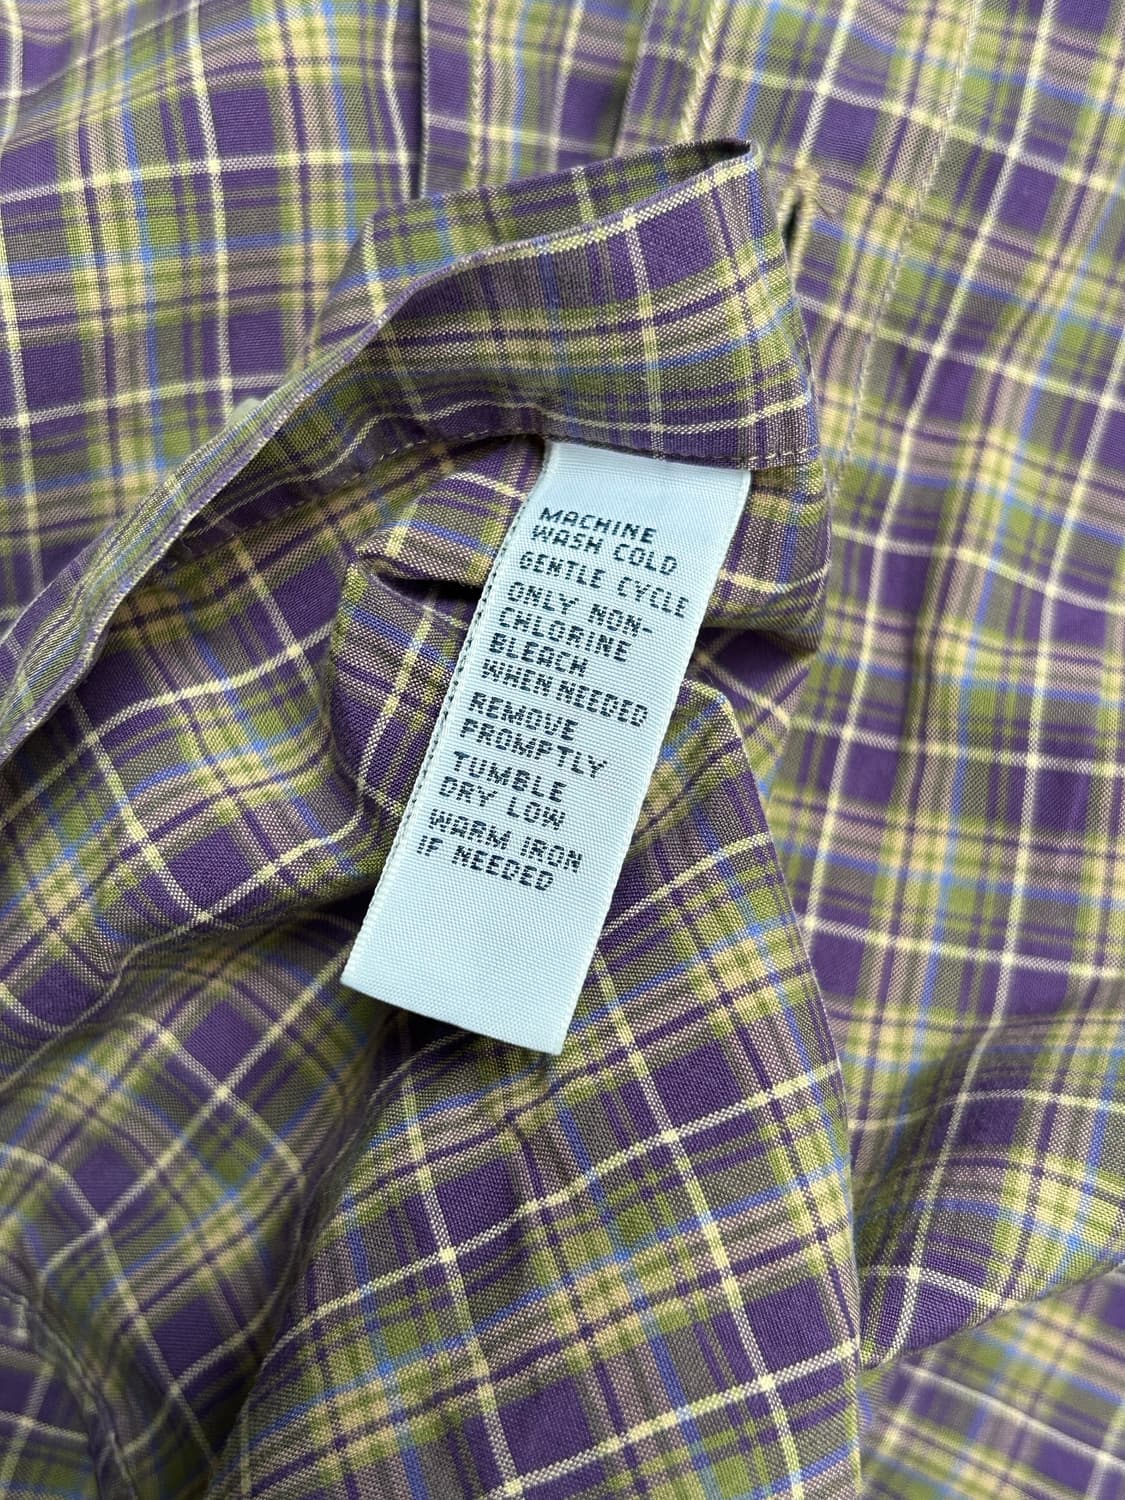 MACHINE
WASH COLD
GENTLE CYCLE
ONLY NON-
CHLORINE
BLEACH
WHEN NEEDED
REMOVE
PROMPTLY
TUMBLE
DRY LOW
WARM IRON
IF NEEDED